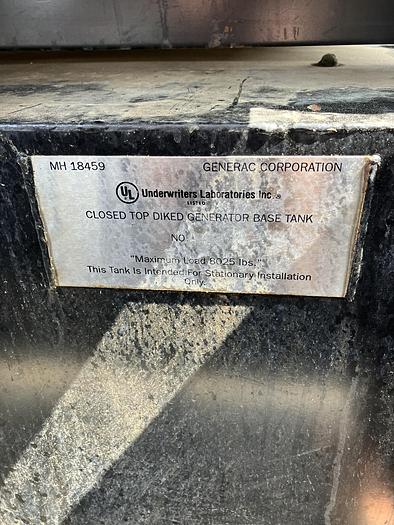 MH 18459 GENERAC CORPORATION
UL Underwriters Laboratories Inc.®
LISTED
CLOSED TOP DIKED GENERATOR BASE TANK
NO
"Maximum Load 8025 lbs."
This Tank Is Intended For Stationary Installation
Only.